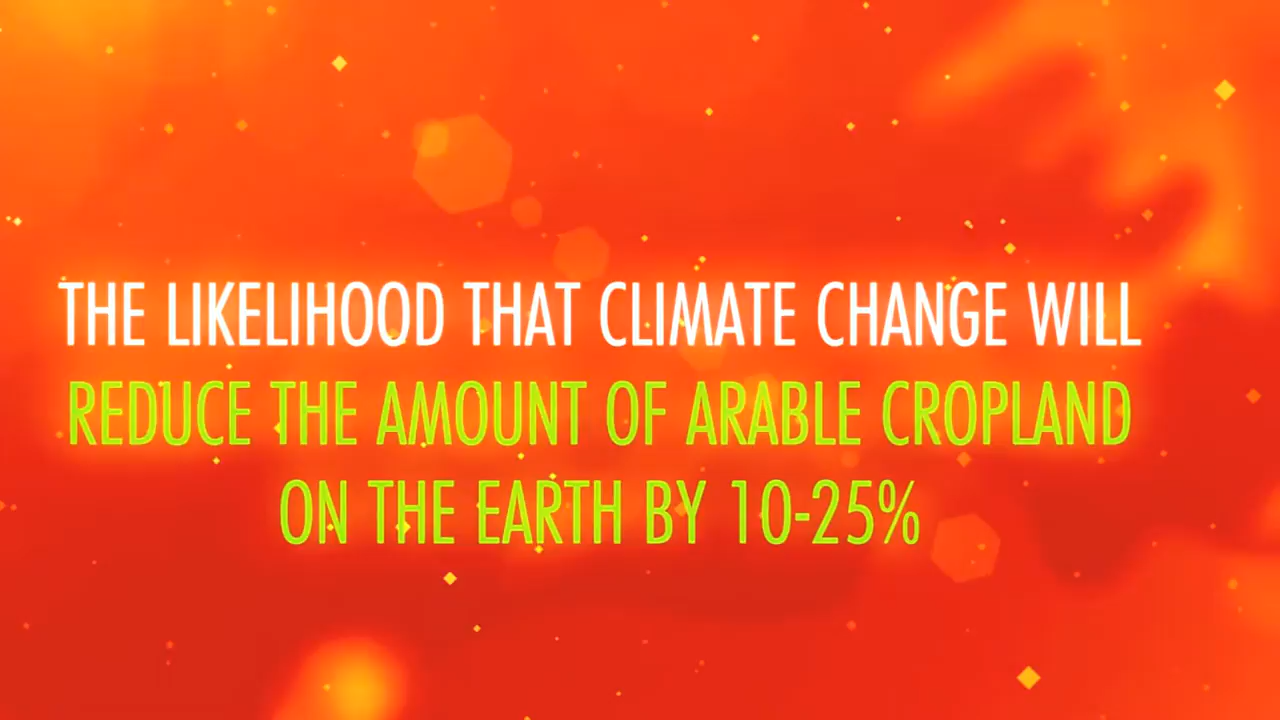 THE LIKELIHOOD THAT CLIMATE CHANGE WILL
REDUCE THE AMOUNT OF ARABLE CROPLAND
ON THE EARTH BY 10-25%